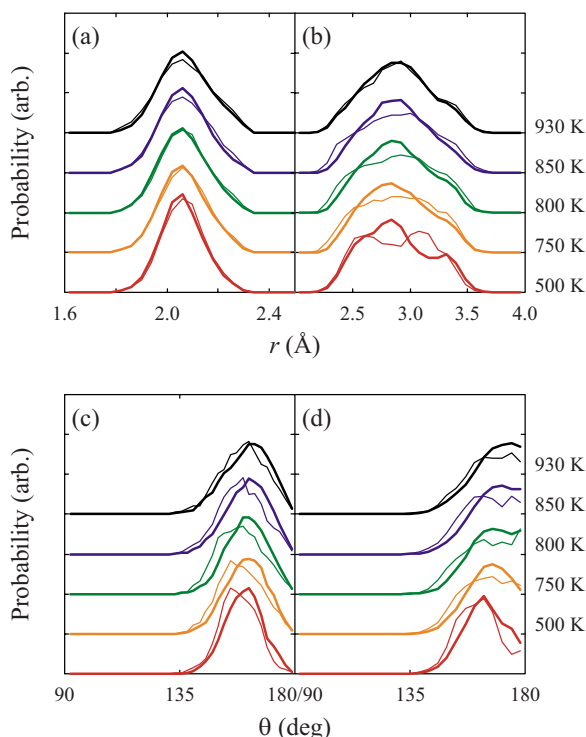 (a)
(b)
Probability (arb.)
930 K
850 K
800 K
750 K
500 K
1.6
2.0
2.4
2.5
3.0
3.5
4.0
r (Å)
(c)
(d)
Probability (arb.)
930 K
850 K
800 K
750 K
500 K
90
135
180/90
135
180
θ (deg)